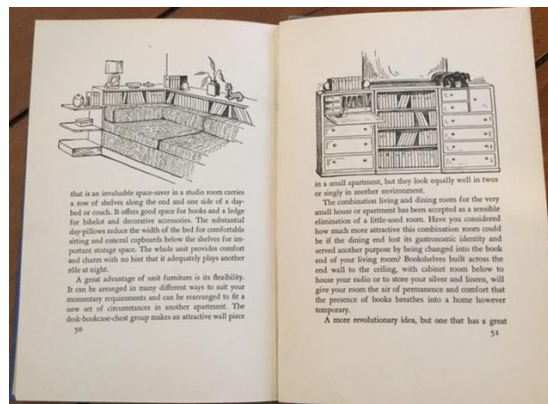 that is an invaluable space-saver in a studio room carries
a row of shelves along the end and one side of a day-
bed or couch. It offers good space for books and a ledge
for bibelot and decorative accessories. The substantial
day-pillows reduce the width of the bed for comfortable
sitting and conceal cupboards below the shelves for im-
portant storage space. The whole unit provides comfort
and charm with no hint that it adequately plays another
rôle at night.
A great advantage of unit furniture is its flexibility.
It can be arranged in many different ways to suit your
momentary requirements and can be rearranged to fit a
new set of circumstances in another apartment. The
desk-bookcase-chest group makes an attractive wall piece
50
in a small apartment, but they look equally well in twos
or singly in another environment.
The combination living and dining room for the very
small house or apartment has been accepted as a sensible
elimination of a little-used room. Have you considered
how much more attractive this combination room could
be if the dining end lost its gastronomic identity and
served another purpose by being changed into the book
end of your living room? Bookshelves built across the
end wall to the ceiling, with cabinet room below to
house your radio or to store your silver and linens, will
give your room the air of permanence and comfort that
the presence of books breathes into a home however
temporary.
A more revolutionary idea, but one that has a great
51